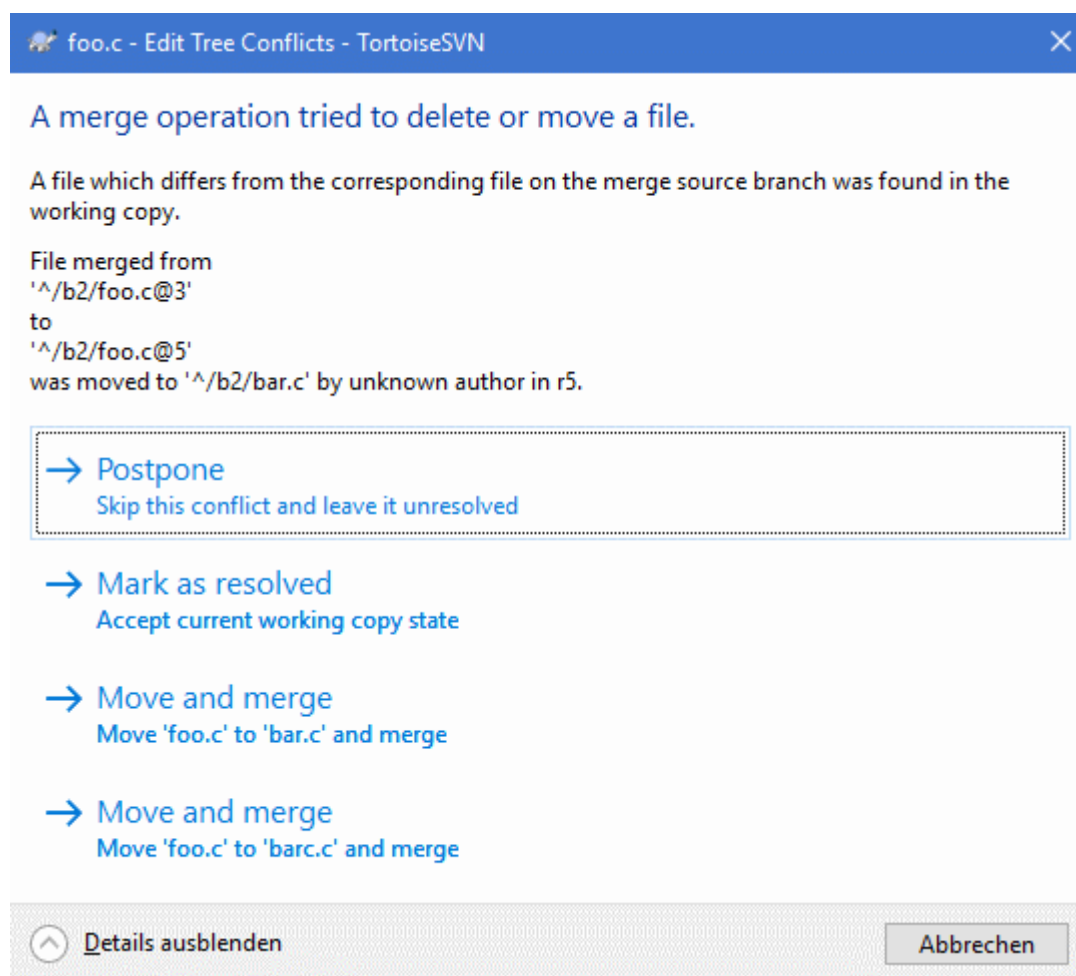 foo.c - Edit Tree Conflicts - TortoiseSVN
A merge operation tried to delete or move a file.
A file which differs from the corresponding file on the merge source branch was found in the
working copy.
File merged from
'^/b2/foo.c@3'
to
'^/b2/foo.c@5'
was moved to '^/b2/bar.c' by unknown author in r5.
Postpone
Skip this conflict and leave it unresolved
Mark as resolved
Accept current working copy state
Move and merge
Move 'foo.c' to 'bar.c' and merge
Move and merge
Move 'foo.c' to 'barc.c' and merge
Details ausblenden
Abbrechen